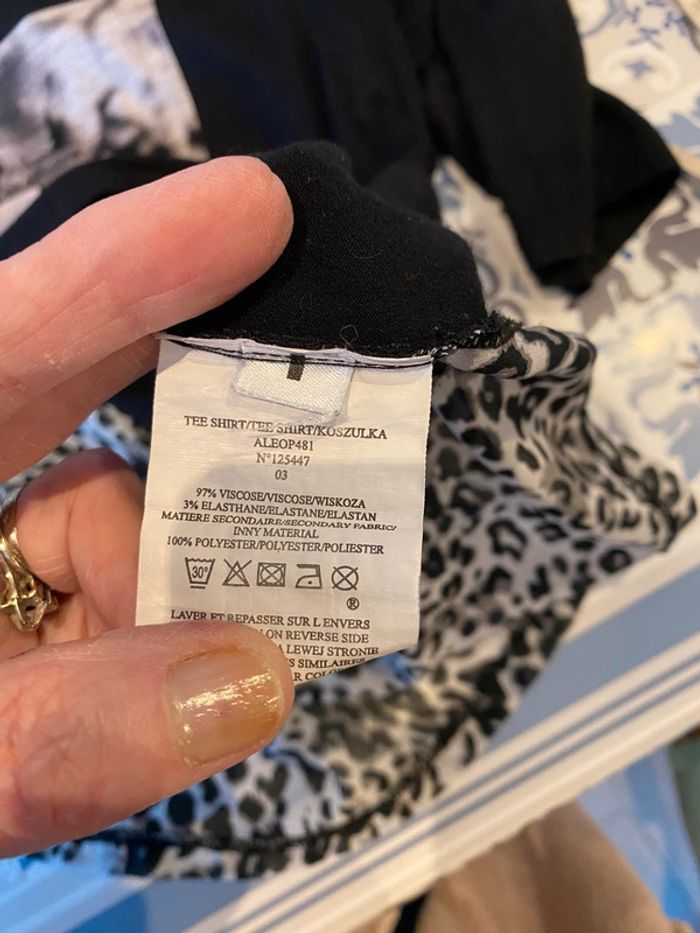 TEE SHIRT/TEE SHIRT/KOSZULKA
ALEOP481
N°125447
03
97% VISCOSE/VISCOSE/WISKOZA
3% ELASTHANE/ELASTANE/ELASTAN
MATIERE SECONDAIRE/SECONDARY FABRIC/
INNY MATERIAL
100% POLYESTER/POLYESTER/POLIESTER
30°
®
LAVER ET REPASSER SUR L ENVERS
ON REVERSE SIDE
LEWEJ STRONIE
SIMILAIRES